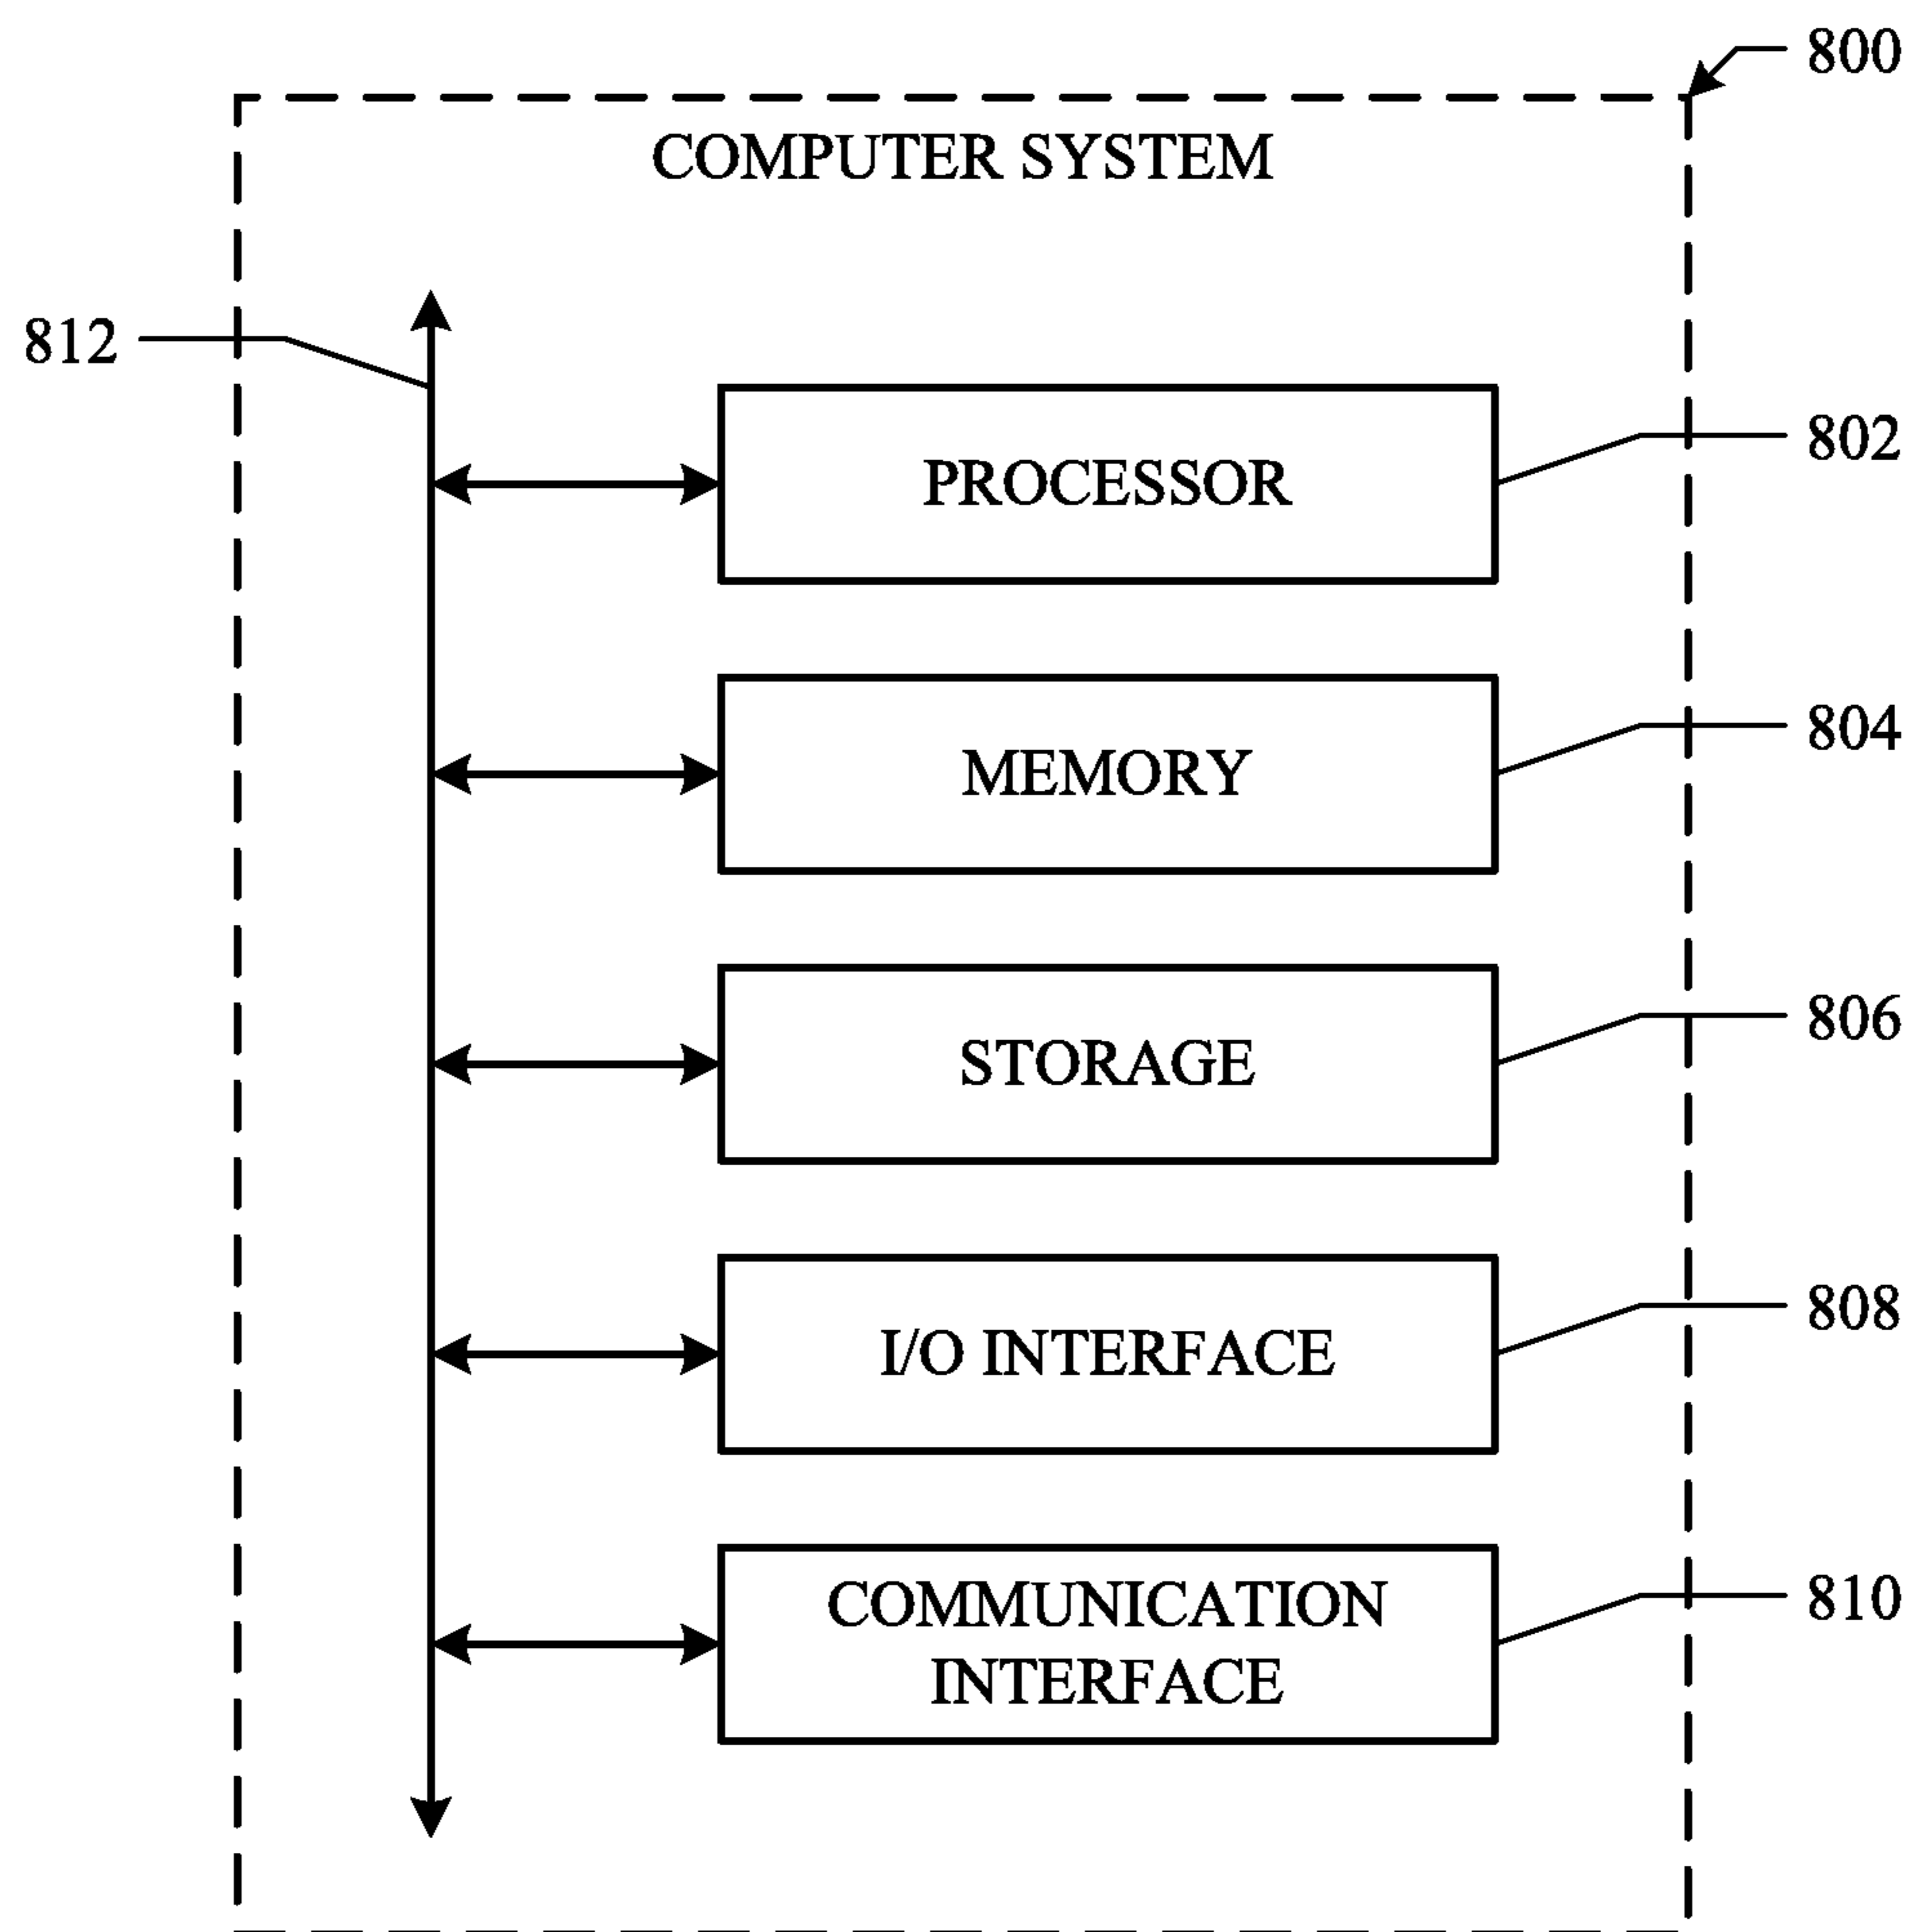 800
COMPUTER SYSTEM
812
802
PROCESSOR
804
MEMORY
806
STORAGE
808
I/O INTERFACE
810
COMMUNICATION
INTERFACE